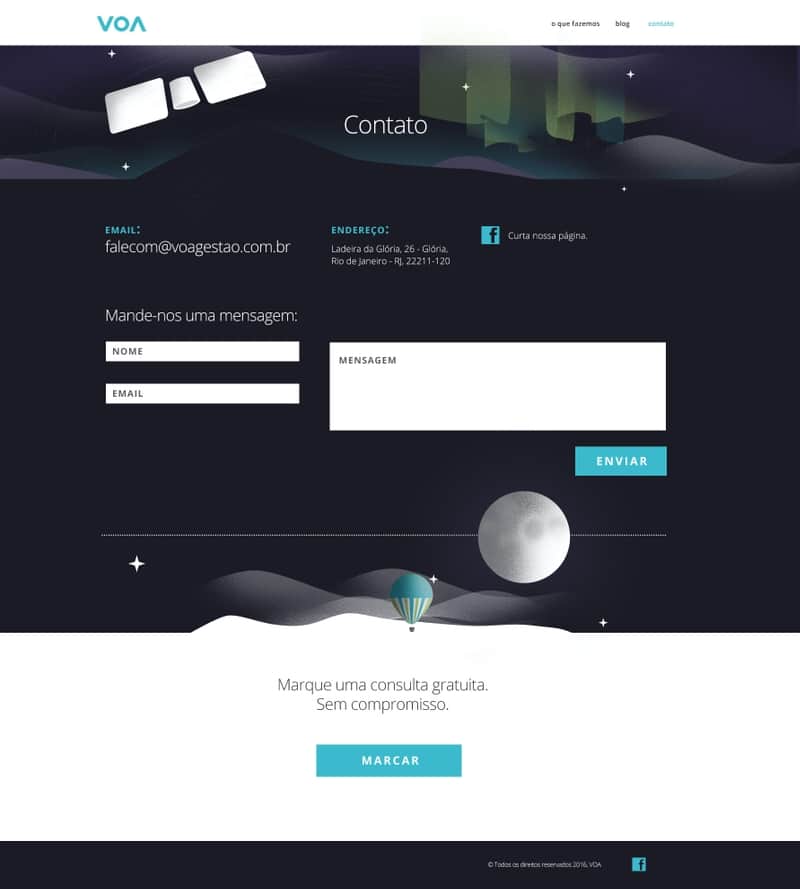 VOA
o que fazemos
blog
contato
Contato
EMAIL:
falecom@voagestao.com.br
ENDEREÇO:
Ladeira da Glória, 26 - Glória,
Rio de Janeiro - RJ, 22211-120
f
Curta nossa página.
Mande-nos uma mensagem:
NOME
EMAIL
MENSAGEM
ENVIAR
Marque uma consulta gratuita.
Sem compromisso.
MARCAR
© Todos os direitos reservados 2016, VOA
f